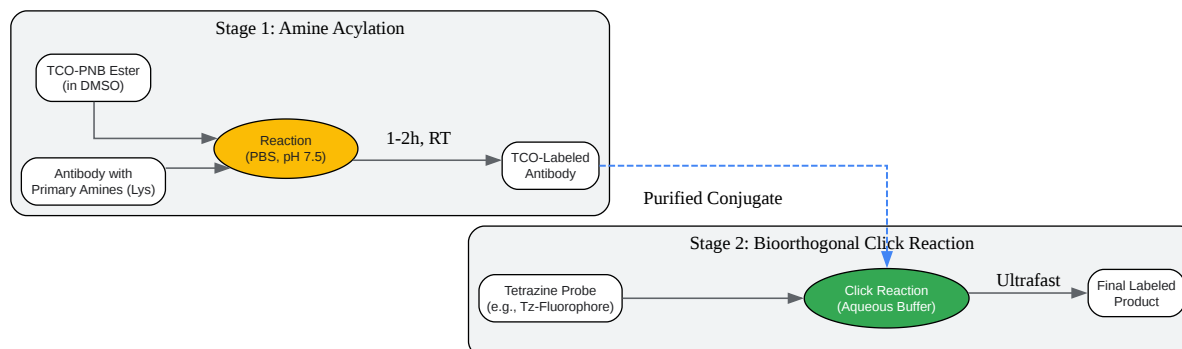 Stage 1: Amine Acylation
TCO-PNB Ester
(in DMSO)
Reaction
(PBS, pH 7.5)
1-2h, RT
Antibody with
Primary Amines (Lys)
TCO-Labeled
Antibody
Purified Conjugate
Stage 2: Bioorthogonal Click Reaction
Tetrazine Probe
(e.g., Tz-Fluorophore)
Click Reaction
(Aqueous Buffer)
Ultrafast
Final Labeled
Product